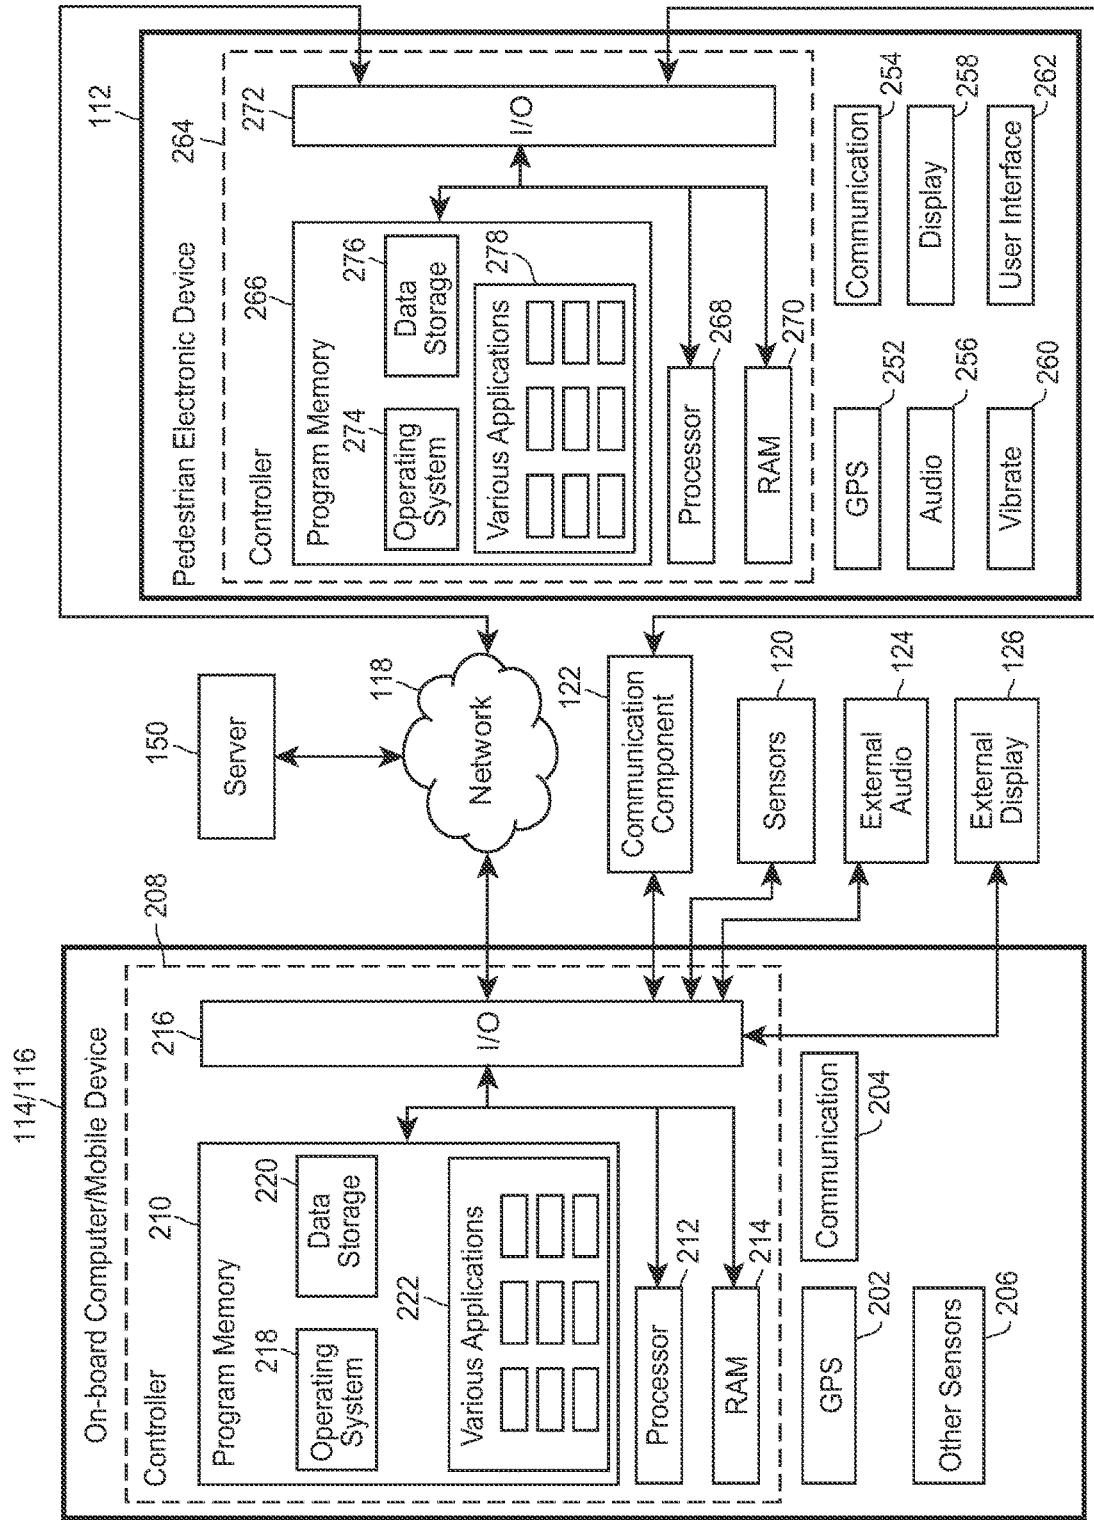 114/116
On-board Computer/Mobile Device
208
Controller
210
Program Memory
218
Operating
System
220
Data
Storage
222
Various Applications
216
I/O
Processor
212
RAM
214
GPS
202
Communication
204
Other Sensors
206
150
Server
118
Network
122
Communication
Component
Sensors
120
External
Audio
124
External
Display
126
112
Pedestrian Electronic Device
264
Controller
266
Program Memory
274
Operating
System
276
Data
Storage
278
Various Applications
272
I/O
Processor
268
RAM
270
GPS
252
Communication
254
Audio
256
Display
258
Vibrate
260
User Interface
262